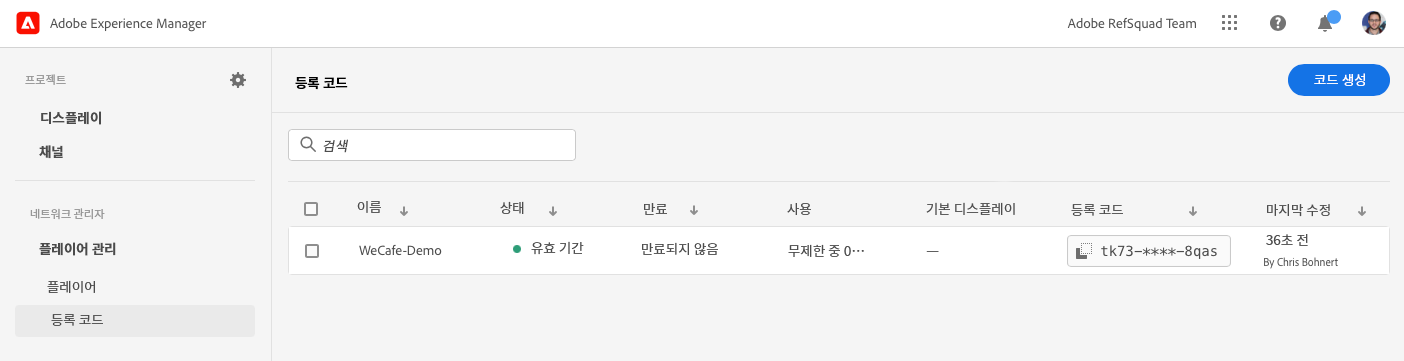 Adobe Experience Manager
Adobe RefSquad Team
프로젝트
디스플레이
채널
네트워크 관리자
플레이어 관리
플레이어
등록 코드
등록 코드
코드 생성
검색
이름 상태 만료 사용 기본 디스플레이 등록 코드 마지막 수정
WeCafe-Demo 유효 기간 만료되지 않음 무제한 중 0… — tk73-****-8qas 36초 전
By Chris Bohnert